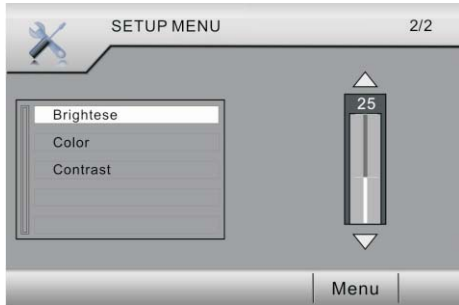 SETUP MENU 2/2
25
Brightese
Color
Contrast
Menu